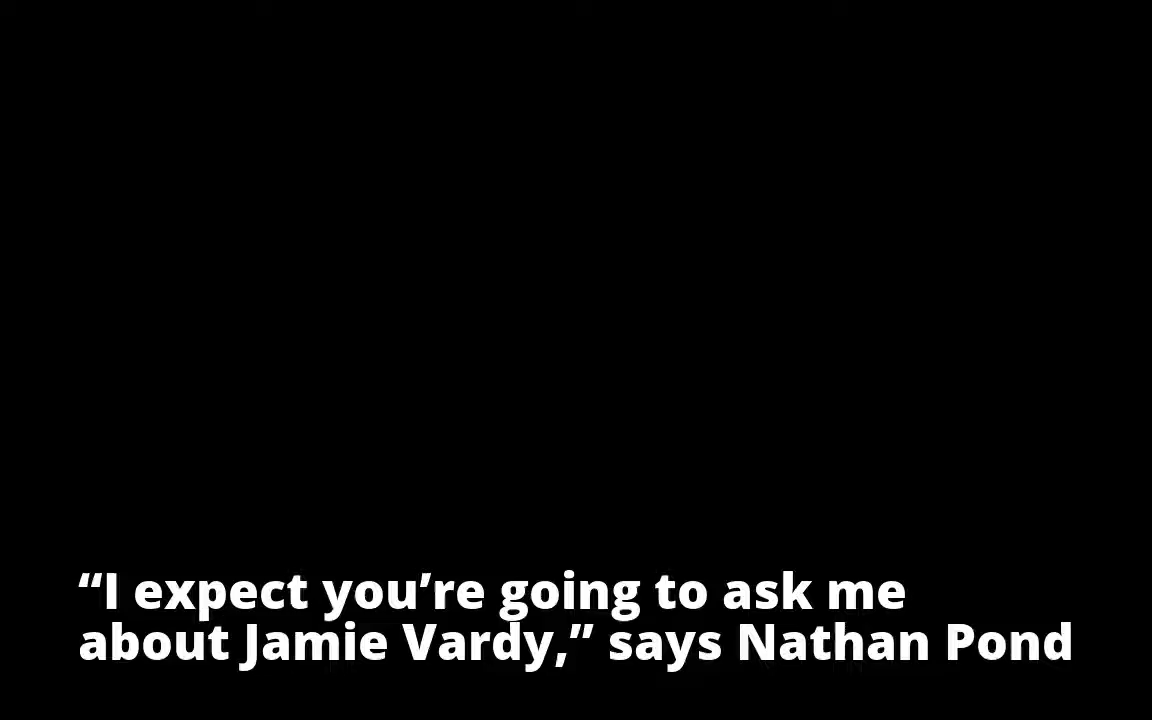 “I expect you’re going to ask me
about Jamie Vardy,” says Nathan Pond